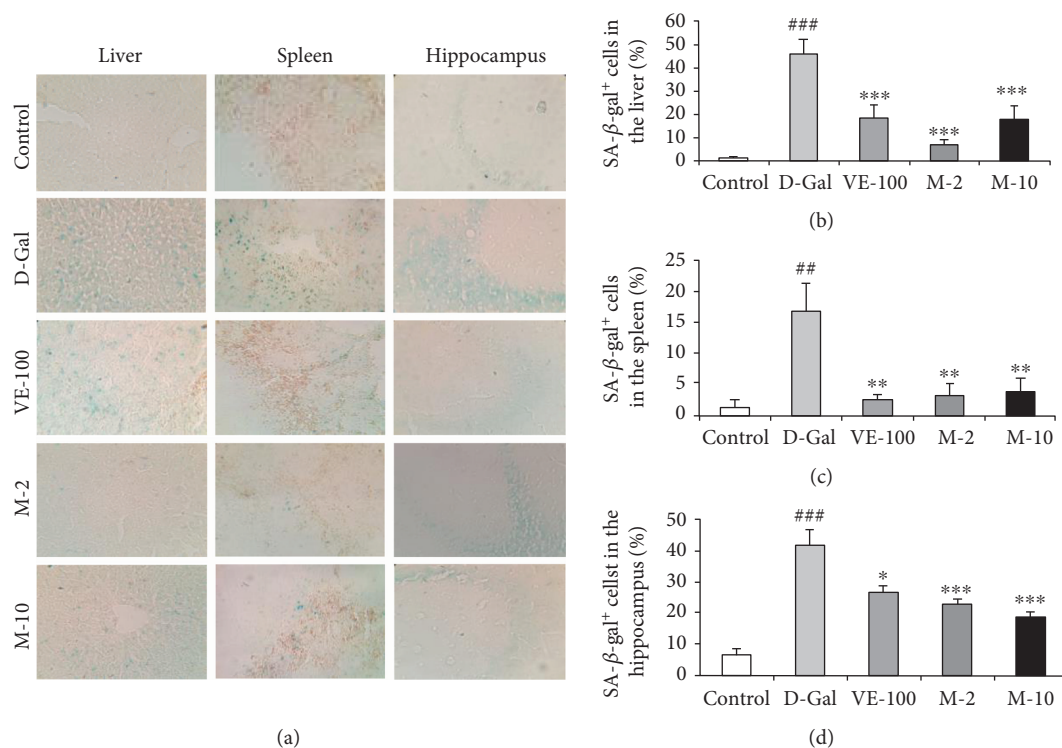 Liver Spleen Hippocampus
Control
D-Gal
VE-100
M-2
M-10
(a)
SA-β-gal⁺ cells in
the liver (%)
60
50
40
30
20
10
0
###
***
***
***
Control D-Gal VE-100 M-2 M-10
(b)
SA-β-gal⁺ cells
in the spleen (%)
25
20
15
10
5
0
##
**
**
**
Control D-Gal VE-100 M-2 M-10
(c)
SA-β-gal⁺ cellst in the
hippocampus (%)
50
40
30
20
10
0
###
*
***
***
Control D-Gal VE-100 M-2 M-10
(d)